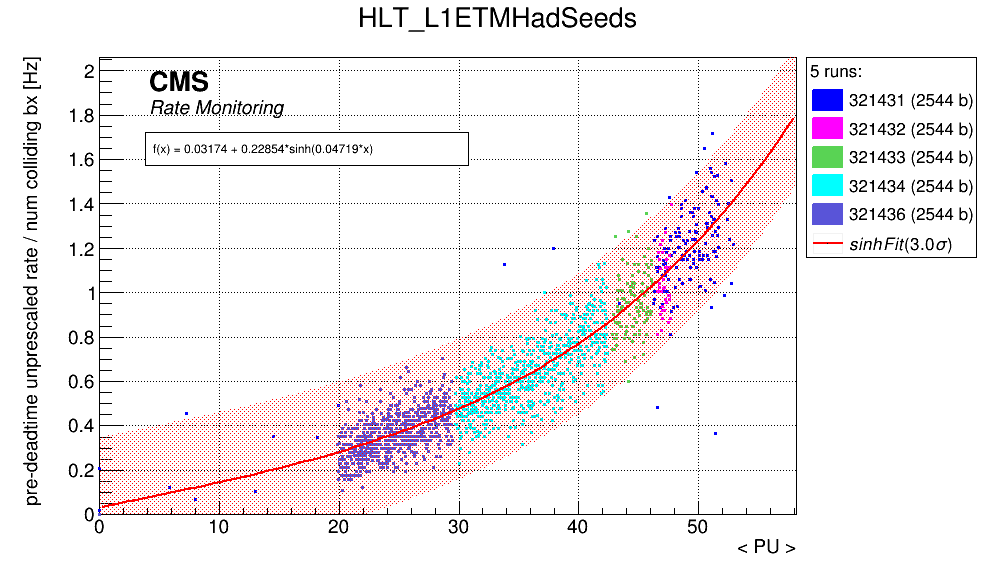 HLT_L1ETMHadSeeds
pre-deadtime unprescaled rate / num colliding bx [Hz]
2
1.8
1.6
1.4
1.2
1
0.8
0.6
0.4
0.2
0
CMS
Rate Monitoring
f(x) = 0.03174 + 0.22854*sinh(0.04719*x)
0 10 20 30 40 50
< PU >
5 runs:
321431 (2544 b)
321432 (2544 b)
321433 (2544 b)
321434 (2544 b)
321436 (2544 b)
sinhFit(3.0σ)